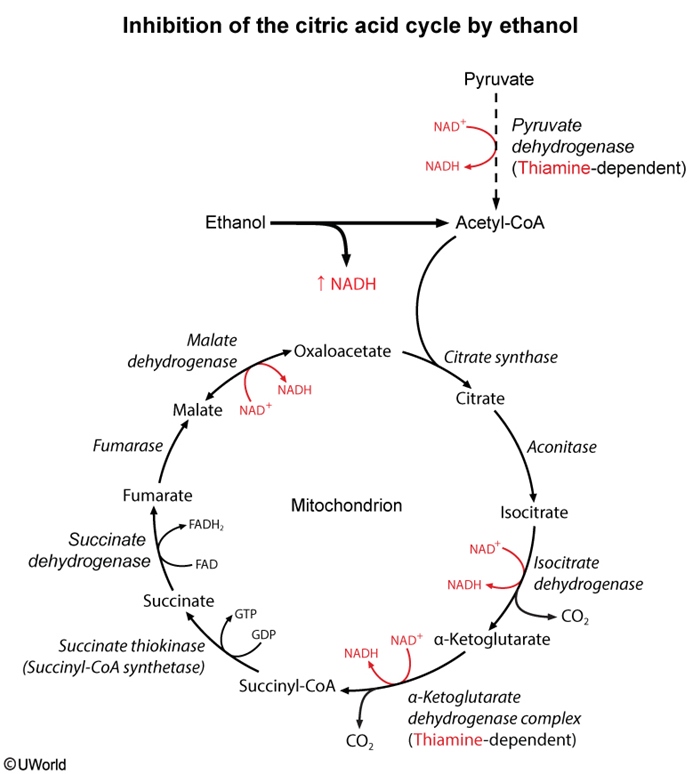 Inhibition of the citric acid cycle by ethanol
Pyruvate
NAD⁺
NADH
Pyruvate
dehydrogenase
(Thiamine-dependent)
Ethanol
Acetyl-CoA
↑ NADH
Malate
dehydrogenase
Oxaloacetate
Citrate synthase
NADH
NAD⁺
Malate
Citrate
Fumarase
Aconitase
Fumarate
Mitochondrion
Isocitrate
FADH₂
Succinate
dehydrogenase
FAD
NAD⁺
NADH
Isocitrate
dehydrogenase
Succinate
GTP
GDP
CO₂
Succinate thiokinase
(Succinyl-CoA synthetase)
NADH
NAD⁺
α-Ketoglutarate
Succinyl-CoA
α-Ketoglutarate
dehydrogenase complex
(Thiamine-dependent)
CO₂
©UWorld